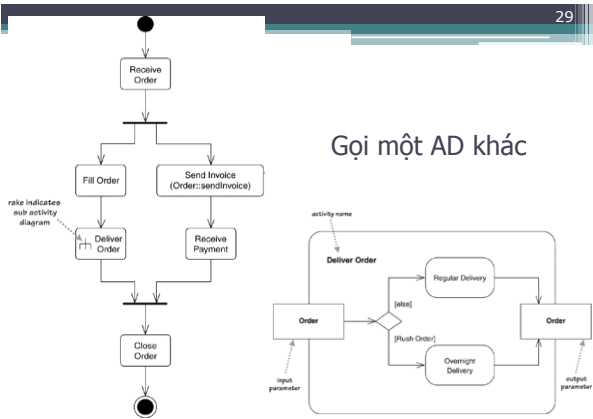 29
Gọi một AD khác
Receive
Order
Fill Order
Send Invoice
(Order::sendInvoice)
rake indicates
sub activity
diagram
Deliver
Order
Receive
Payment
Close
Order
activity name
Deliver Order
Regular Delivery
[else]
Order
Order
[Rush Order]
Overnight
Delivery
input
parameter
output
parameter